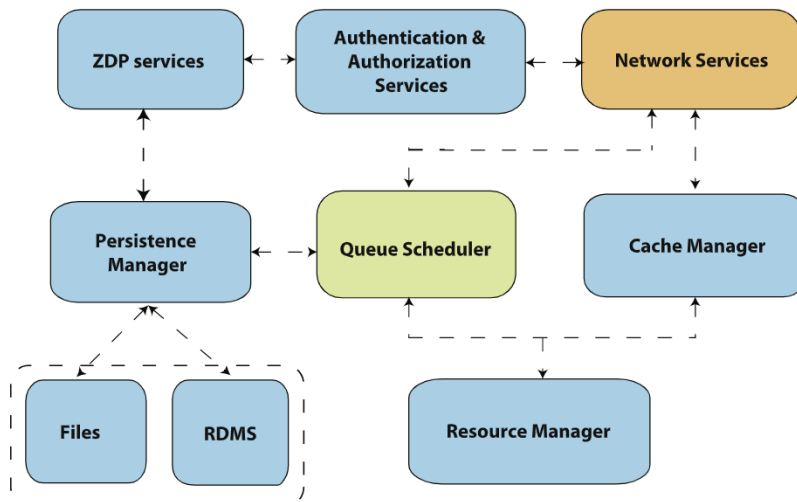 ZDP services
Authentication &
Authorization
Services
Network Services
Persistence
Manager
Queue Scheduler
Cache Manager
Files
RDMS
Resource Manager